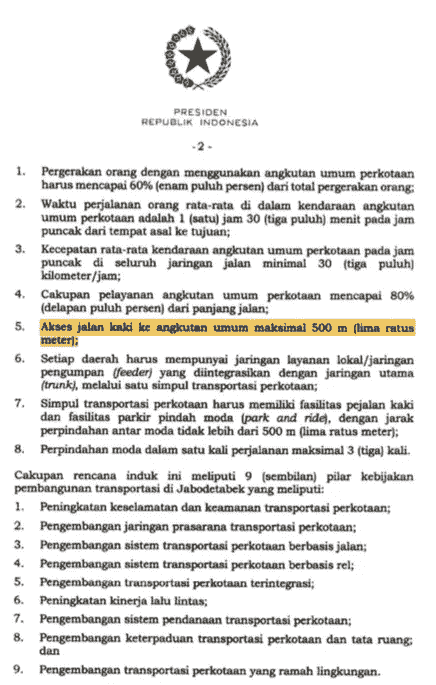 PRESIDEN
REPUBLIK INDONESIA
- 2 -
1. Pergerakan orang dengan menggunakan angkutan umum perkotaan
harus mencapai 60% (enam puluh persen) dari total pergerakan orang;
2. Waktu perjalanan orang rata-rata di dalam kendaraan angkutan
umum perkotaan adalah 1 (satu) jam 30 (tiga puluh) menit pada jam
puncak dari tempat asal ke tujuan;
3. Kecepatan rata-rata kendaraan angkutan umum perkotaan pada jam
puncak di seluruh jaringan jalan minimal 30 (tiga puluh)
kilometer/jam;
4. Cakupan pelayanan angkutan umum perkotaan mencapai 80%
(delapan puluh persen) dari panjang jalan;
5. Akses jalan kaki ke angkutan umum maksimal 500 m (lima ratus
meter);
6. Setiap daerah harus mempunyai jaringan layanan lokal/jaringan
pengumpan (feeder) yang diintegrasikan dengan jaringan utama
(trunk), melalui satu simpul transportasi perkotaan;
7. Simpul transportasi perkotaan harus memiliki fasilitas pejalan kaki
dan fasilitas parkir pindah moda (park and ride), dengan jarak
perpindahan antar moda tidak lebih dari 500 m (lima ratus meter);
8. Perpindahan moda dalam satu kali perjalanan maksimal 3 (tiga) kali.
Cakupan rencana induk ini meliputi 9 (sembilan) pilar kebijakan
pembangunan transportasi di Jabodetabek yang meliputi:
1. Peningkatan keselamatan dan keamanan transportasi perkotaan;
2. Pengembangan jaringan prasarana transportasi perkotaan;
3. Pengembangan sistem transportasi perkotaan berbasis jalan;
4. Pengembangan sistem transportasi perkotaan berbasis rel;
5. Pengembangan transportasi perkotaan terintegrasi;
6. Peningkatan kinerja lalu lintas;
7. Pengembangan sistem pendanaan transportasi perkotaan;
8. Pengembangan keterpaduan transportasi perkotaan dan tata ruang;
dan
9. Pengembangan transportasi perkotaan yang ramah lingkungan.